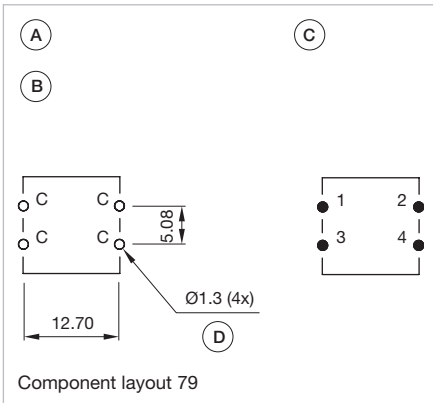 A
C
B
C C
C C
5.08
1 2
3 4
Ø1.3 (4x)
12.70
D
Component layout 79